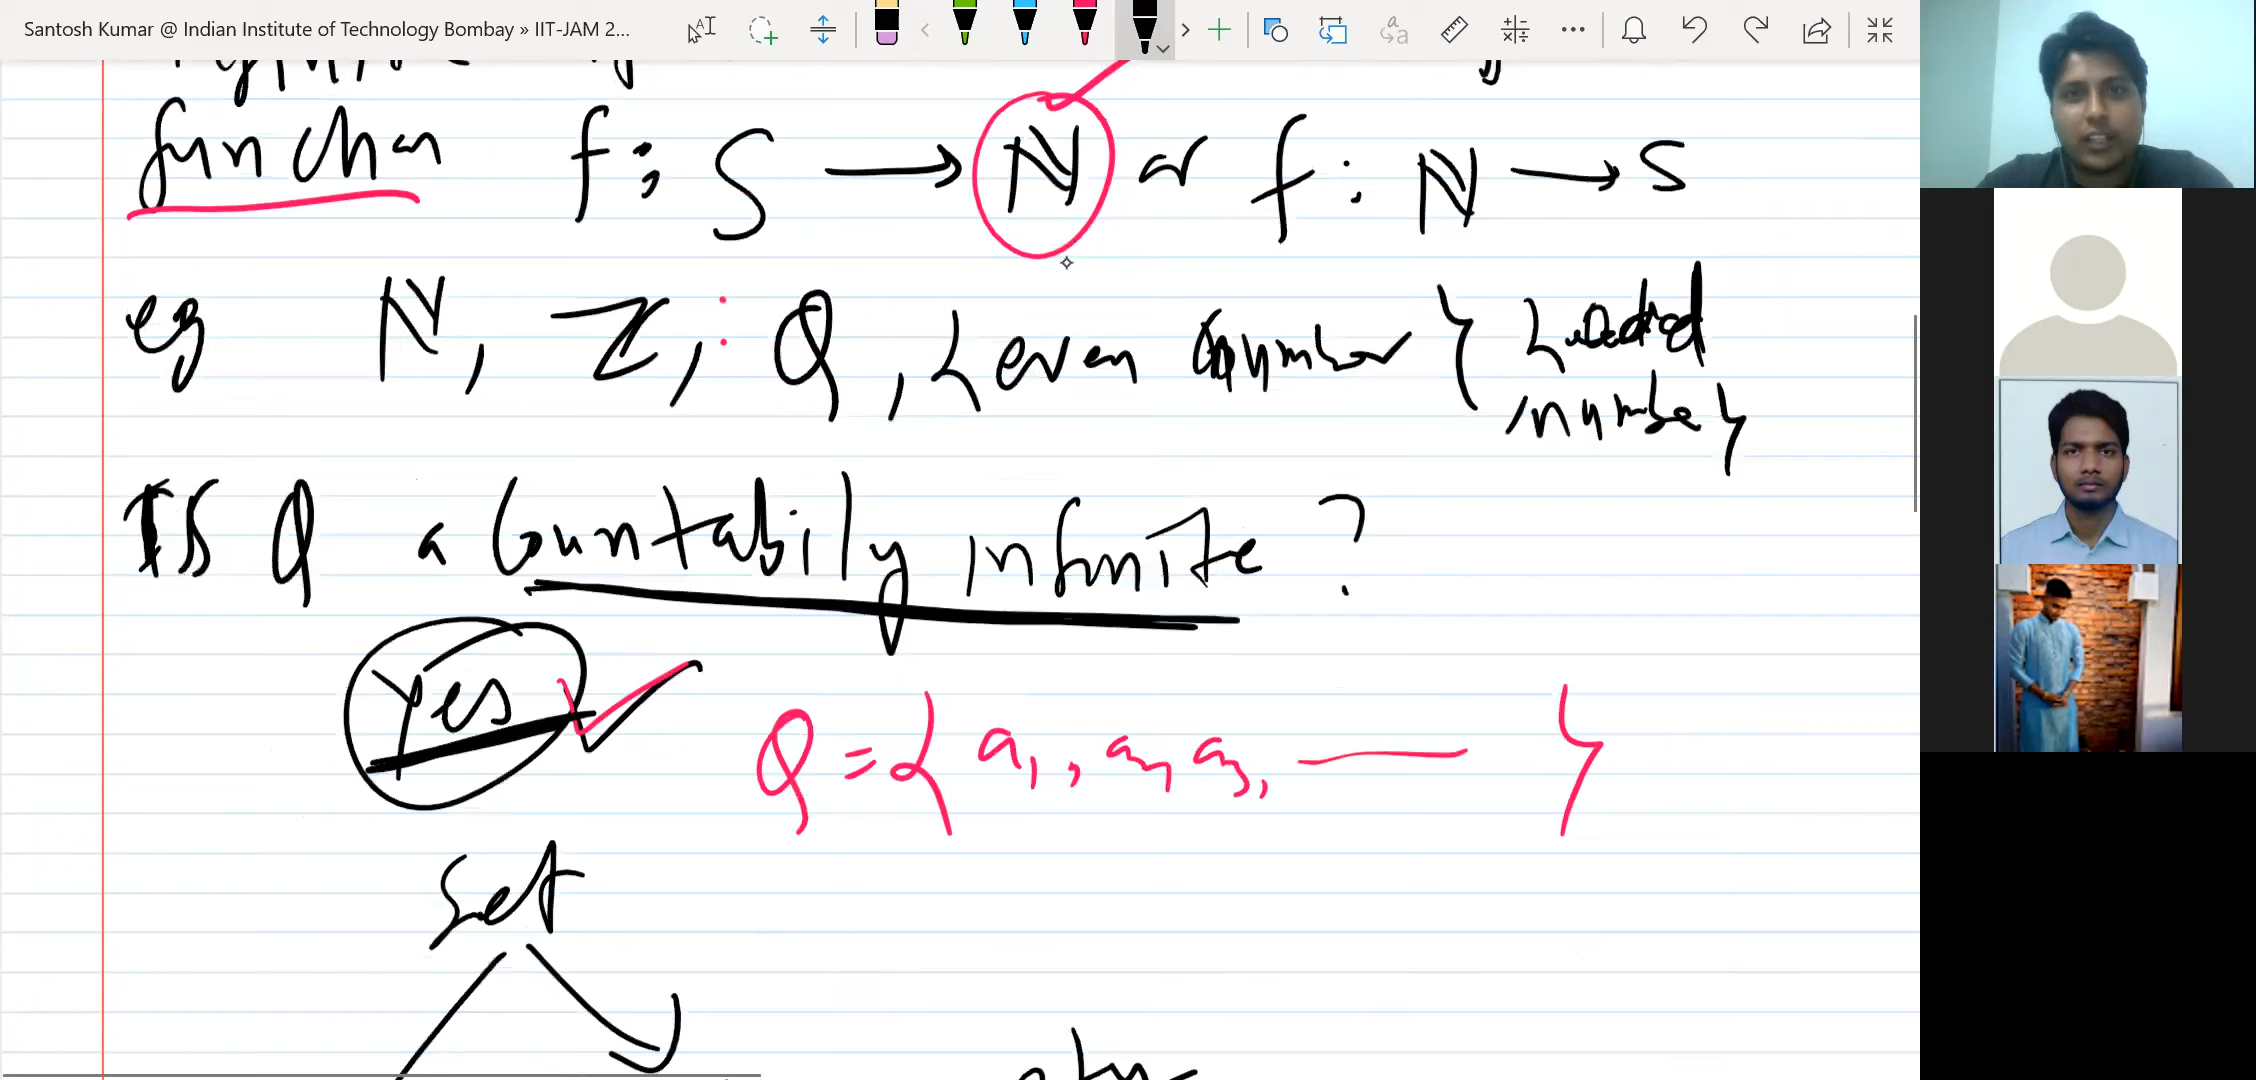 Santosh Kumar @ Indian Institute of Technology Bombay » IIT-JAM 2...
function f : S → ℕ or f : ℕ → S
eg ℕ, ℤ, : Q, { even number } { odd
number }
Is Q a Countabily infinite ?
Yes
Q = { a1, a2, a3, — }
Set